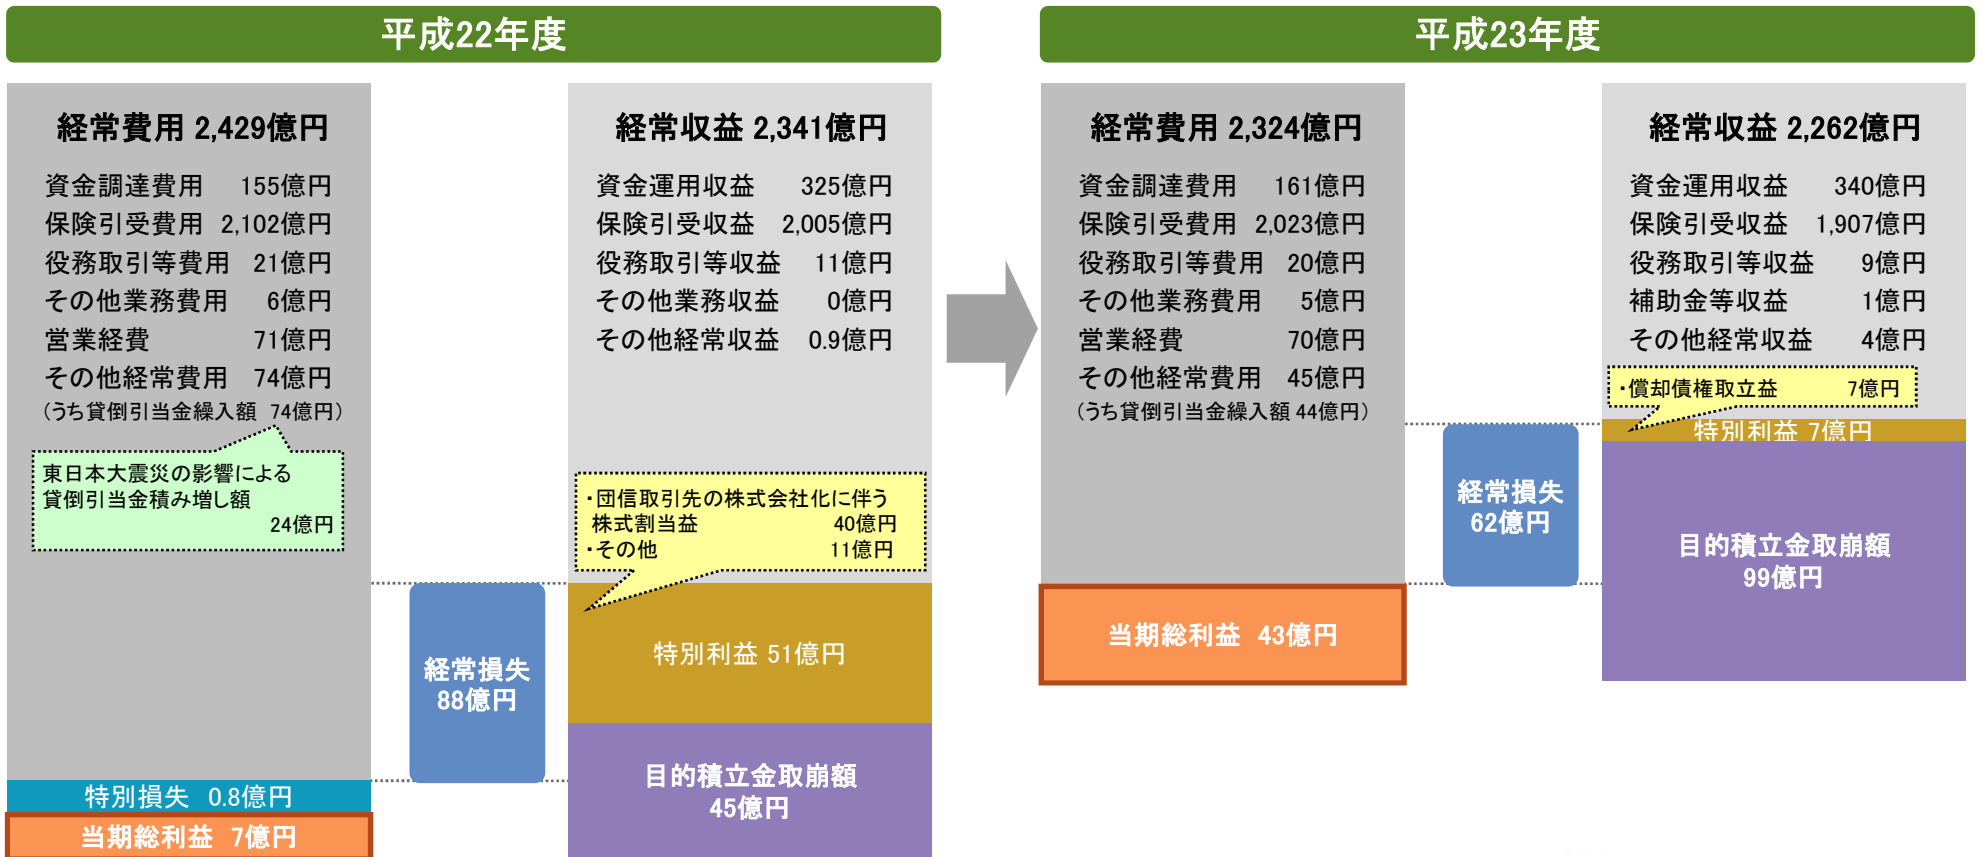 平成22年度
経常費用 2,429億円
資金調達費用 155億円
保険引受費用 2,102億円
役務取引等費用 21億円
その他業務費用 6億円
営業経費 71億円
その他経常費用 74億円
（うち貸倒引当金繰入額 74億円）
東日本大震災の影響による
貸倒引当金積み増し額
24億円
特別損失 0.8億円
当期総利益 7億円
経常損失
88億円
経常収益 2,341億円
資金運用収益 325億円
保険引受収益 2,005億円
役務取引等収益 11億円
その他業務収益 0億円
その他経常収益 0.9億円
・団信取引先の株式会社化に伴う
株式割当益 40億円
・その他 11億円
特別利益 51億円
目的積立金取崩額
45億円
平成23年度
経常費用 2,324億円
資金調達費用 161億円
保険引受費用 2,023億円
役務取引等費用 20億円
その他業務費用 5億円
営業経費 70億円
その他経常費用 45億円
（うち貸倒引当金繰入額 44億円）
当期総利益 43億円
経常損失
62億円
経常収益 2,262億円
資金運用収益 340億円
保険引受収益 1,907億円
役務取引等収益 9億円
補助金等収益 1億円
その他経常収益 4億円
・償却債権取立益 7億円
特別利益 7億円
目的積立金取崩額
99億円